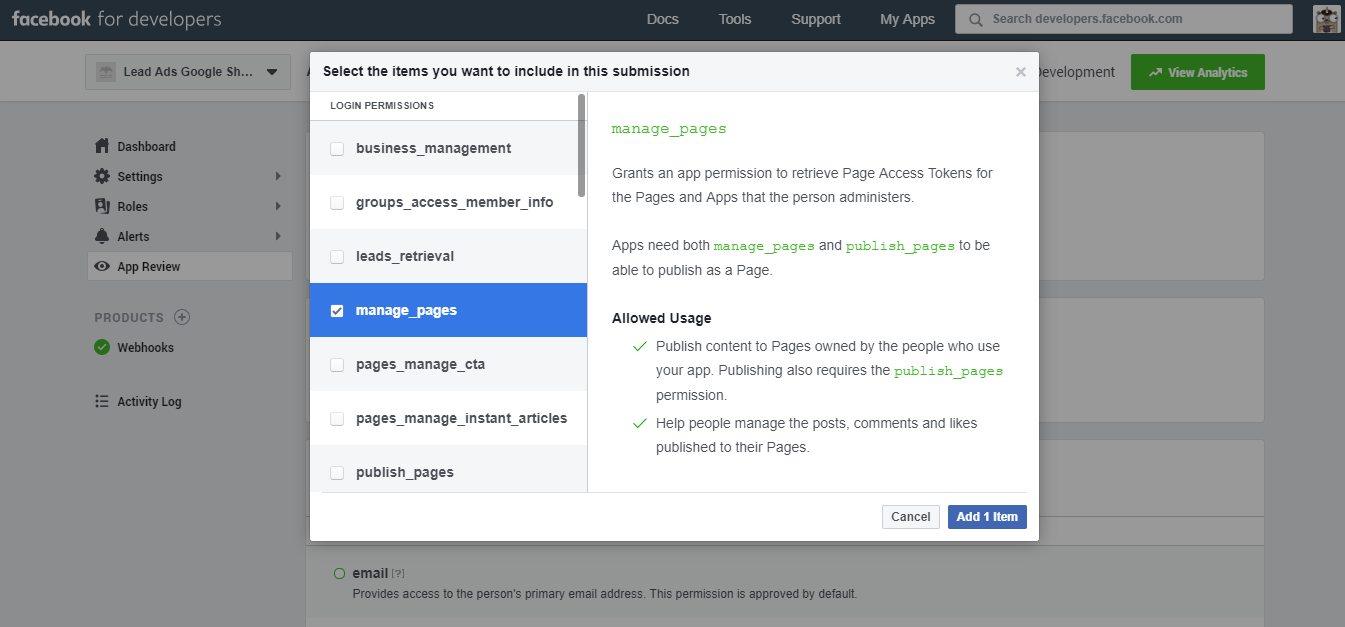 facebook for developers
Docs
Tools
Support
My Apps
Search developers.facebook.com
Lead Ads Google Sh...
Development
View Analytics
Dashboard
Settings
Roles
Alerts
App Review
PRODUCTS
Webhooks
Activity Log
Select the items you want to include in this submission
LOGIN PERMISSIONS
business_management
groups_access_member_info
leads_retrieval
manage_pages
pages_manage_cta
pages_manage_instant_articles
publish_pages
manage_pages
Grants an app permission to retrieve Page Access Tokens for
the Pages and Apps that the person administers.
Apps need both manage_pages and publish_pages to be
able to publish as a Page.
Allowed Usage
Publish content to Pages owned by the people who use
your app. Publishing also requires the publish_pages
permission.
Help people manage the posts, comments and likes
published to their Pages.
Cancel
Add 1 Item
email [?]
Provides access to the person's primary email address. This permission is approved by default.